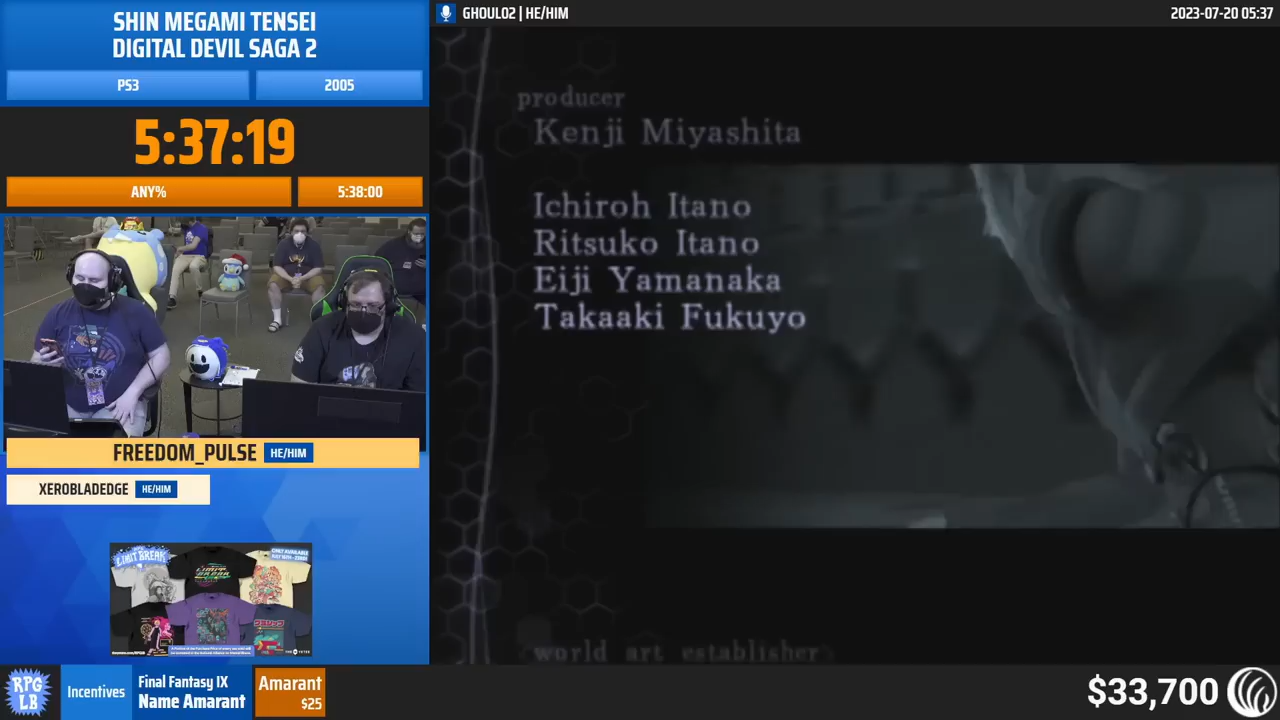 SHIN MEGAMI TENSEI
DIGITAL DEVIL SAGA 2
PS3
2005
5:37:19
ANY%
5:38:00
FREEDOM_PULSE
HE/HIM
XEROBLADEDGE
HE/HIM
LIMIT BREAK
GHOUL02 | HE/HIM
2023-07-20 05:37
producer
Kenji Miyashita
Ichiroh Itano
Ritsuko Itano
Eiji Yamanaka
Takaaki Fukuyo
world art establisher
RPG
LB
Incentives
Final Fantasy IX
Name Amarant
Amarant
$25
$33,700